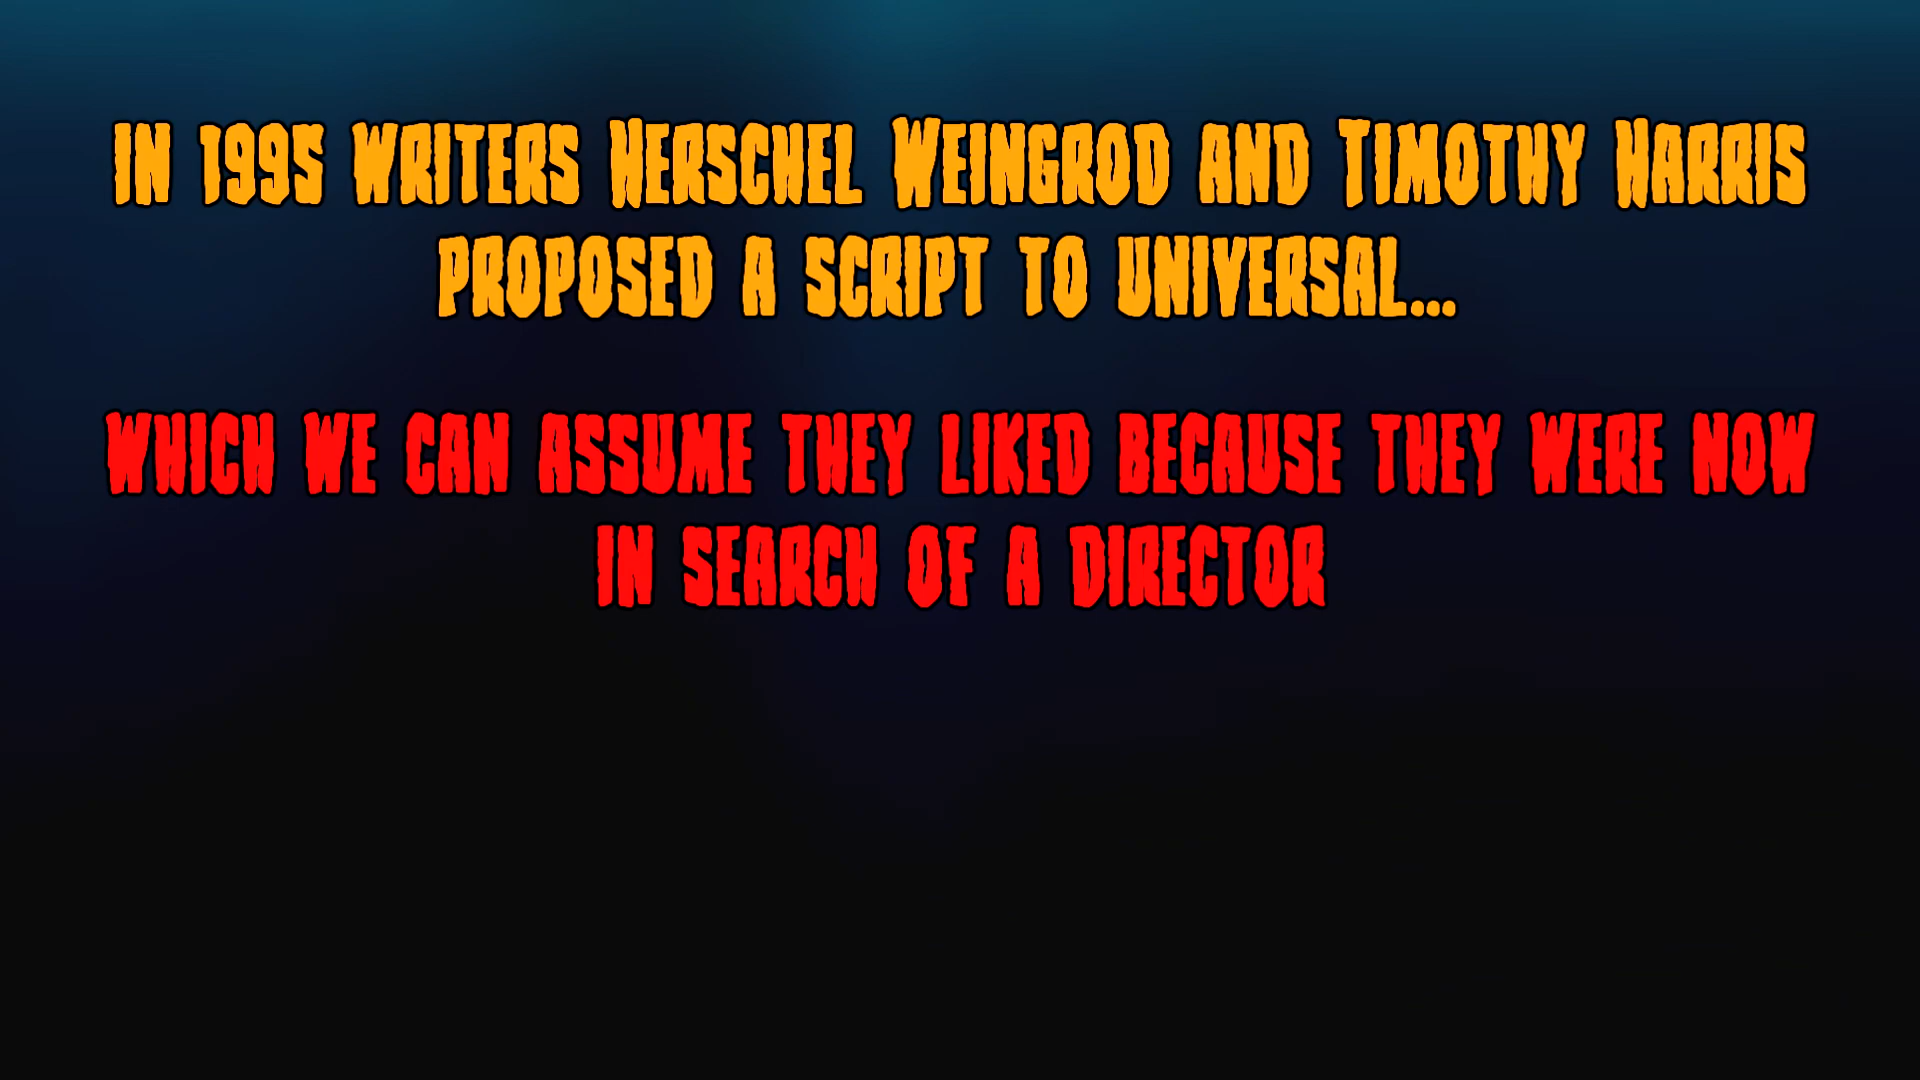 In 1995 writers Herschel Weingrod and Timothy Harris
proposed a script to universal...
which we can assume they liked because they were now
in search of a director